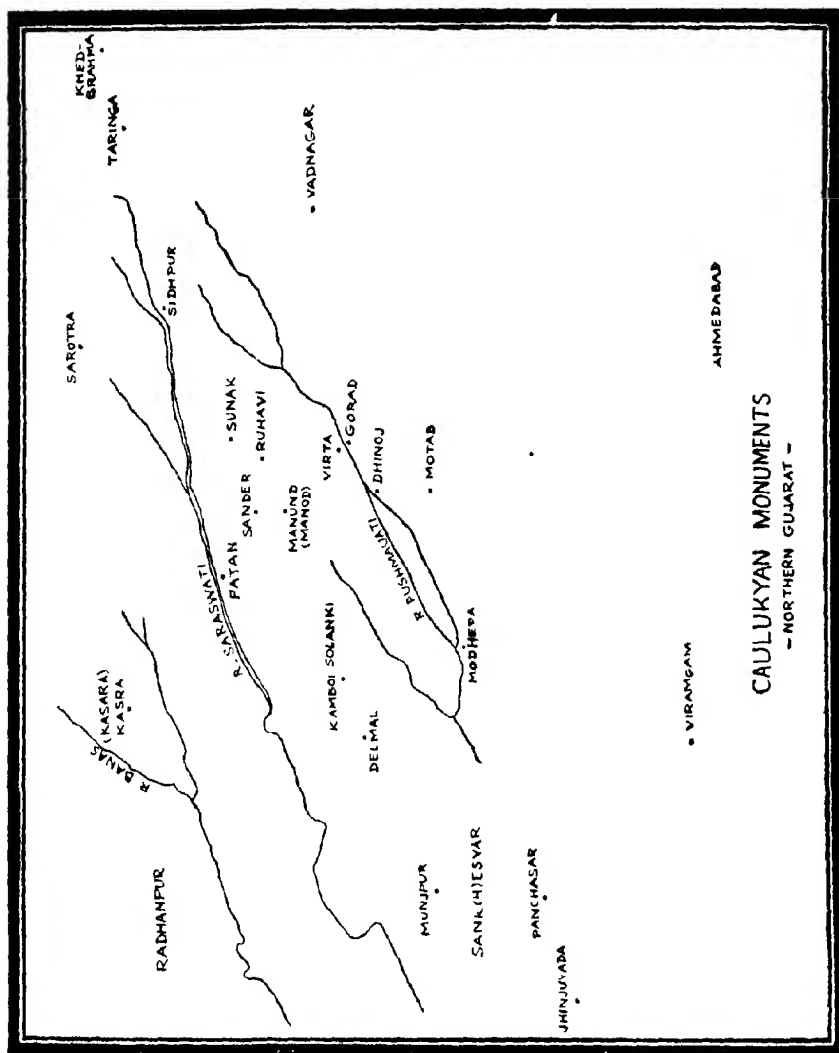 SAROTRA
KHED-
BRAHMA
R BANAS
(KASARA)
KASRA
TARINGA
RADHANPUR
SIDHPUR
R. SARASWATI
SUNAK
PATAN
SANDER
RUHAVI
MANUND
(MANOD)
VADNAGAR
VIRTA
KAMBOI SOLANKI
GORAD
DELMAL
DHINOJ
R PUSHMAVATI
MUNJPUR
MOTAB
SANK(H)ESVAR
MODHERA
PANCHASAR
JHINJUVADA
VIRAMGAM
AHMEDABAD
CAULUKYAN MONUMENTS
- NORTHERN GUJARAT -